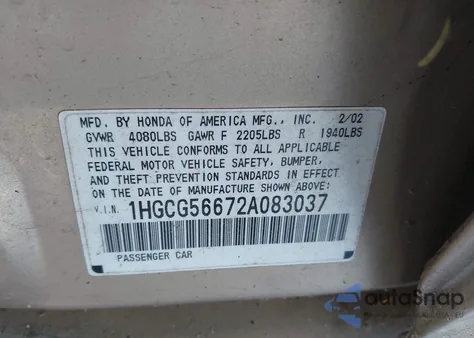 MFD. BY HONDA OF AMERICA MFG., INC. 2/02
GVWR 4080LBS GAWR F 2205LBS R 1940LBS
THIS VEHICLE CONFORMS TO ALL APPLICABLE
FEDERAL MOTOR VEHICLE SAFETY, BUMPER,
AND THEFT PREVENTION STANDARDS IN EFFECT
ON THE DATE OF MANUFACTURE SHOWN ABOVE:
V.I.N. 1HGCG56672A083037
PASSENGER CAR
autoSnap